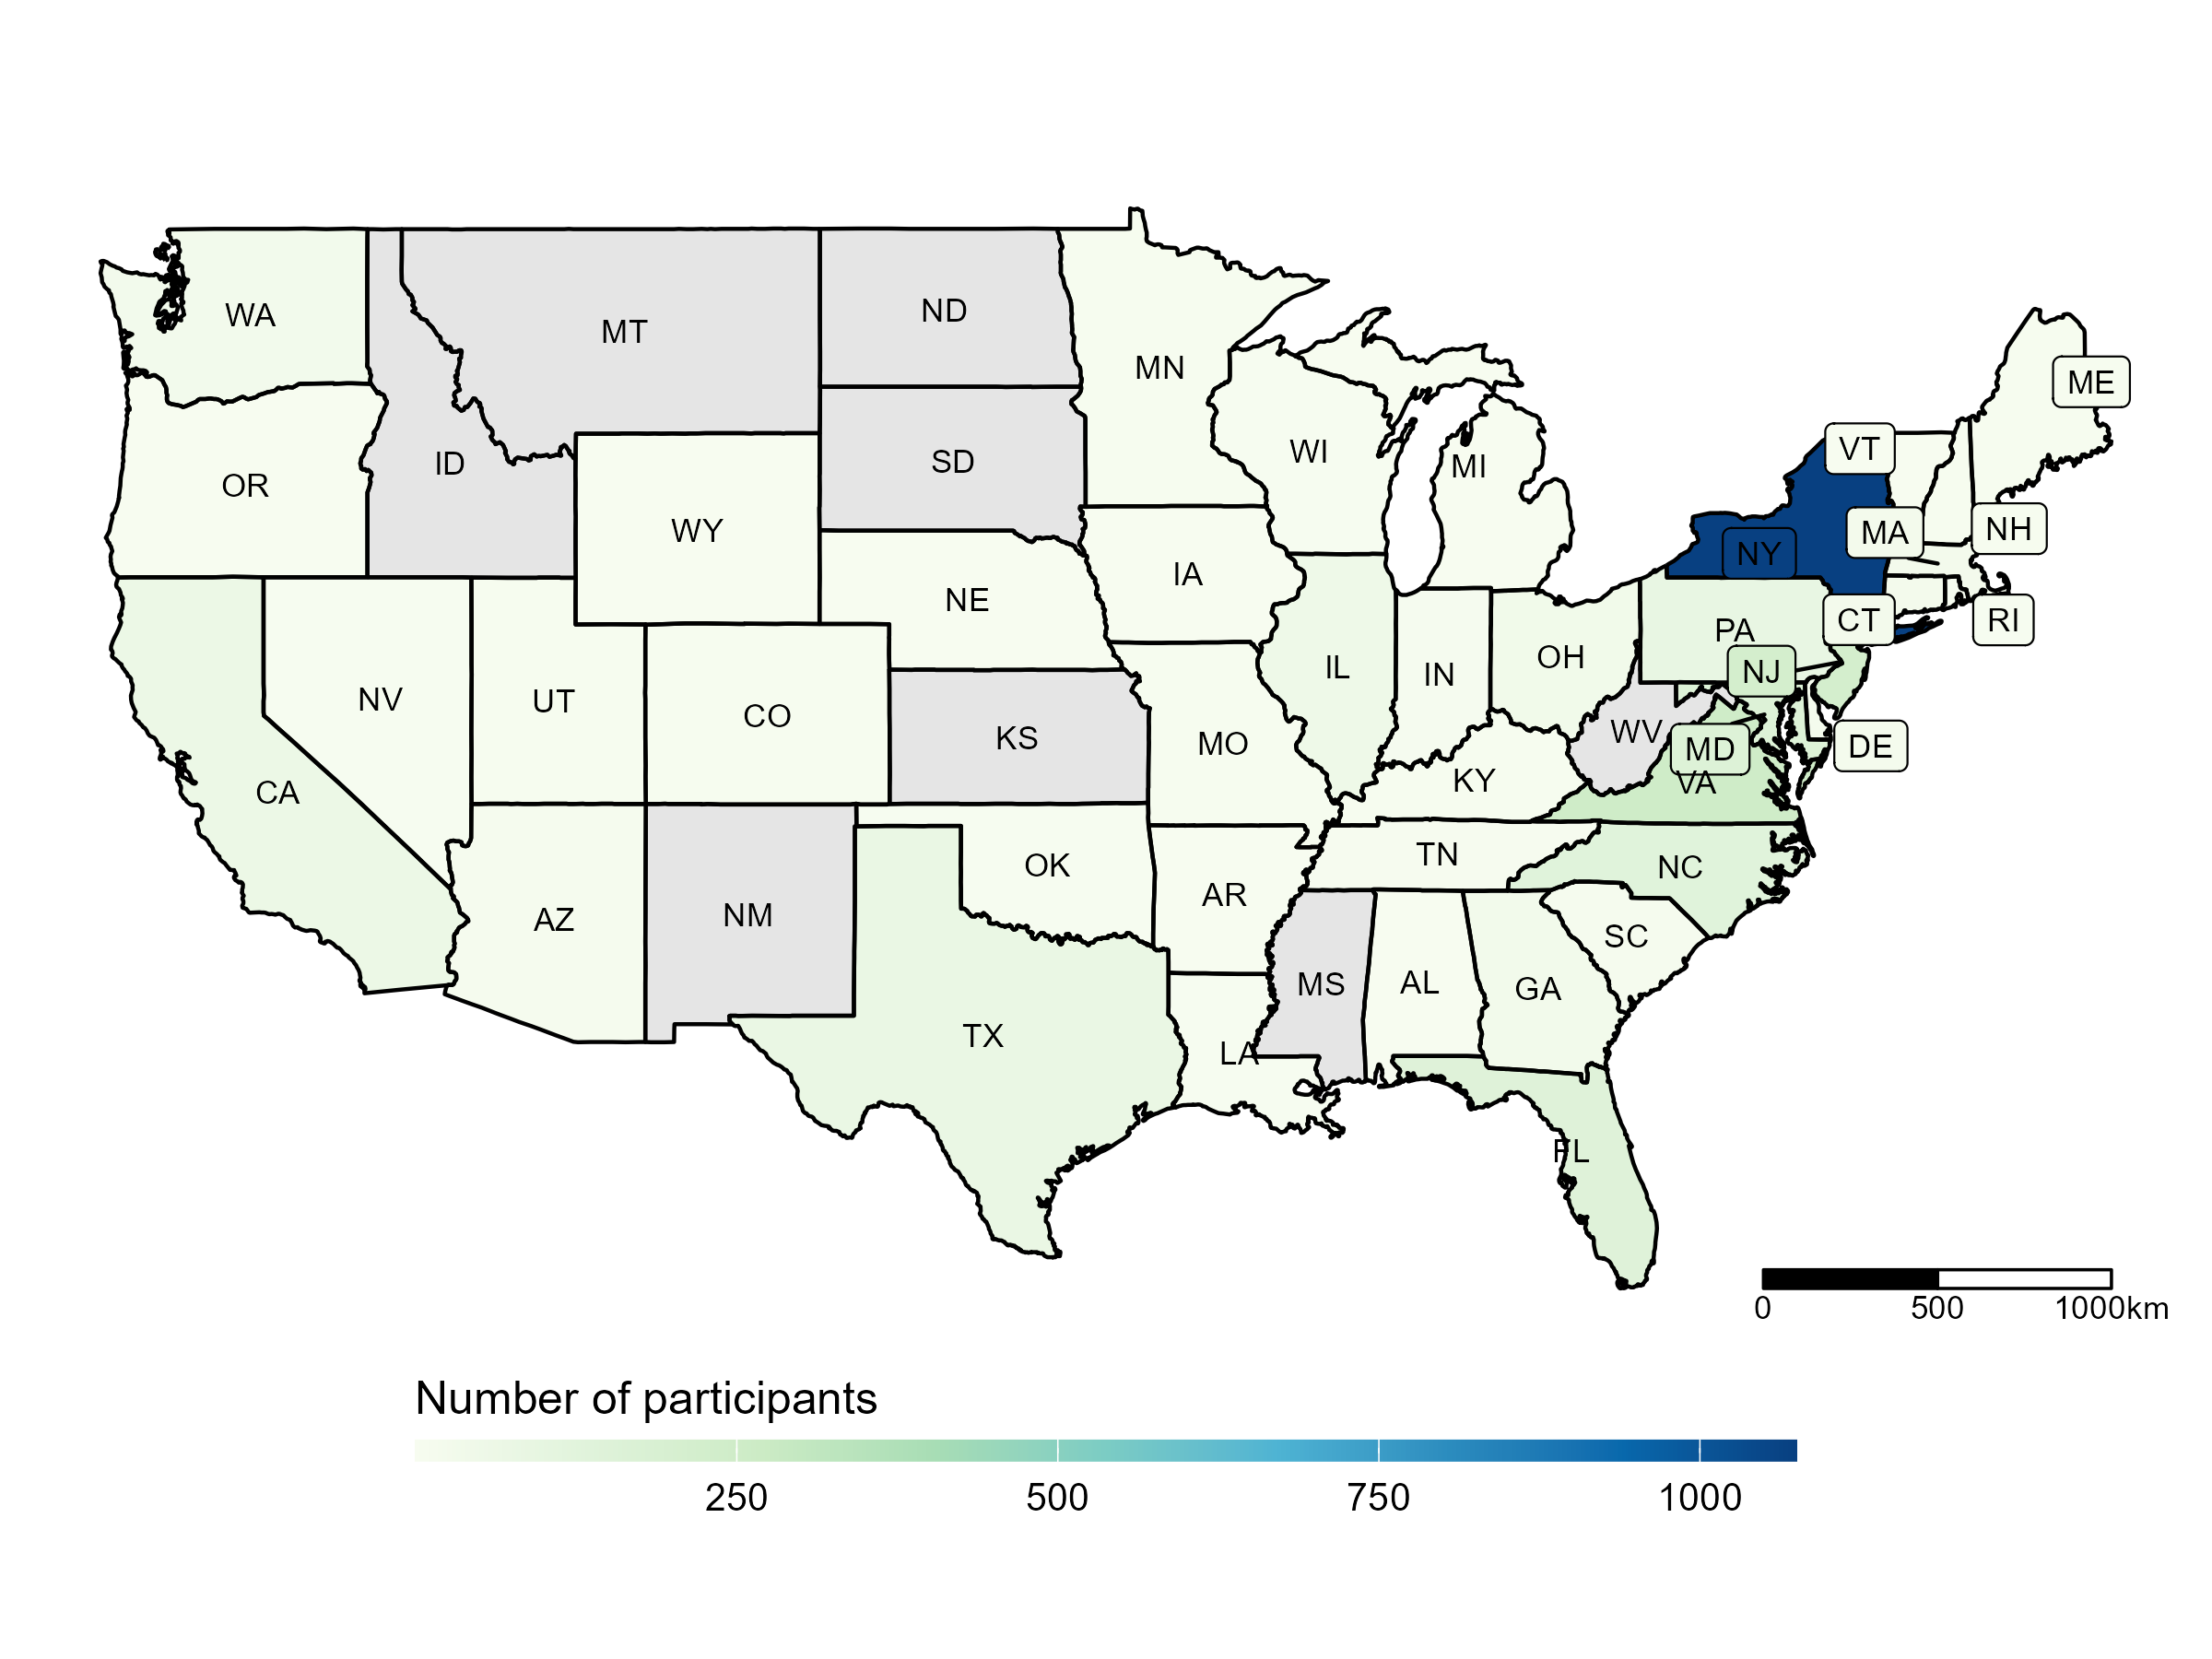 WA
MT
ND
MN
ME
OR
ID
SD
WI
MI
VT
WY
NY
MA
NH
IA
NE
CT
RI
PA
NV
UT
CO
KS
MO
IL
IN
OH
NJ
WV
MD
DE
CA
KY
VA
AZ
NM
OK
AR
TN
NC
TX
LA
MS
AL
GA
SC
FL
0 500 1000km
Number of participants
250 500 750 1000